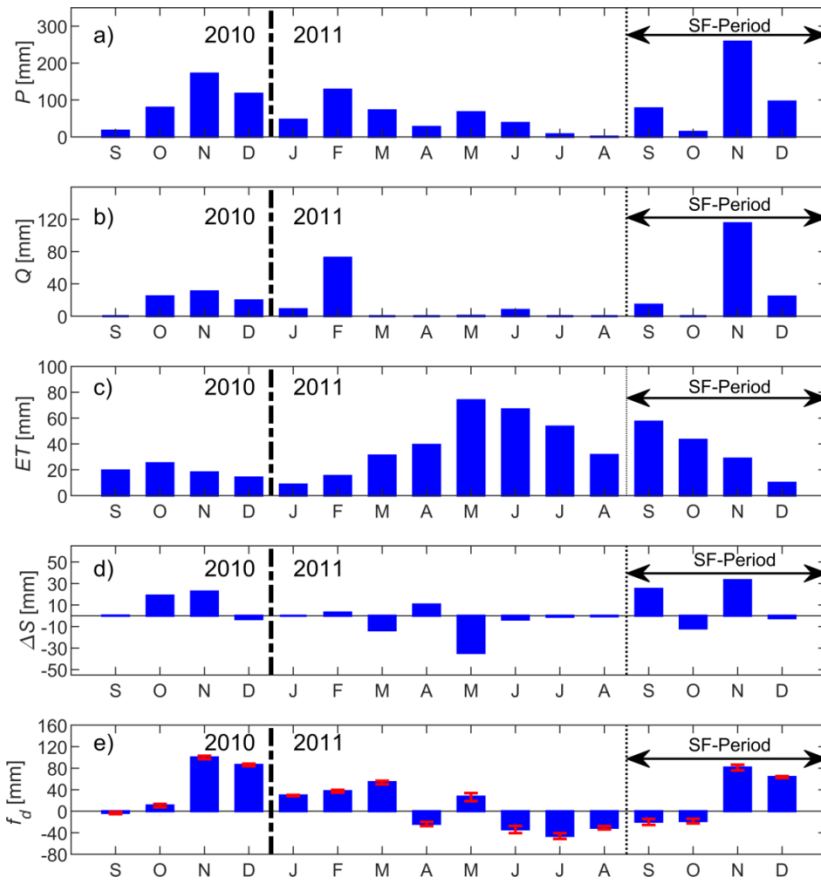 a) 2010 2011 SF-Period
P [mm]
300
200
100
0
S O N D J F M A M J J A S O N D
b) 2010 2011 SF-Period
Q [mm]
120
80
40
0
S O N D J F M A M J J A S O N D
c) 2010 2011 SF-Period
ET [mm]
100
80
60
40
20
0
S O N D J F M A M J J A S O N D
d) 2010 2011 SF-Period
ΔS [mm]
50
30
10
-10
-30
-50
S O N D J F M A M J J A S O N D
e) 2010 2011 SF-Period
f_d [mm]
160
120
80
40
0
-40
-80
S O N D J F M A M J J A S O N D